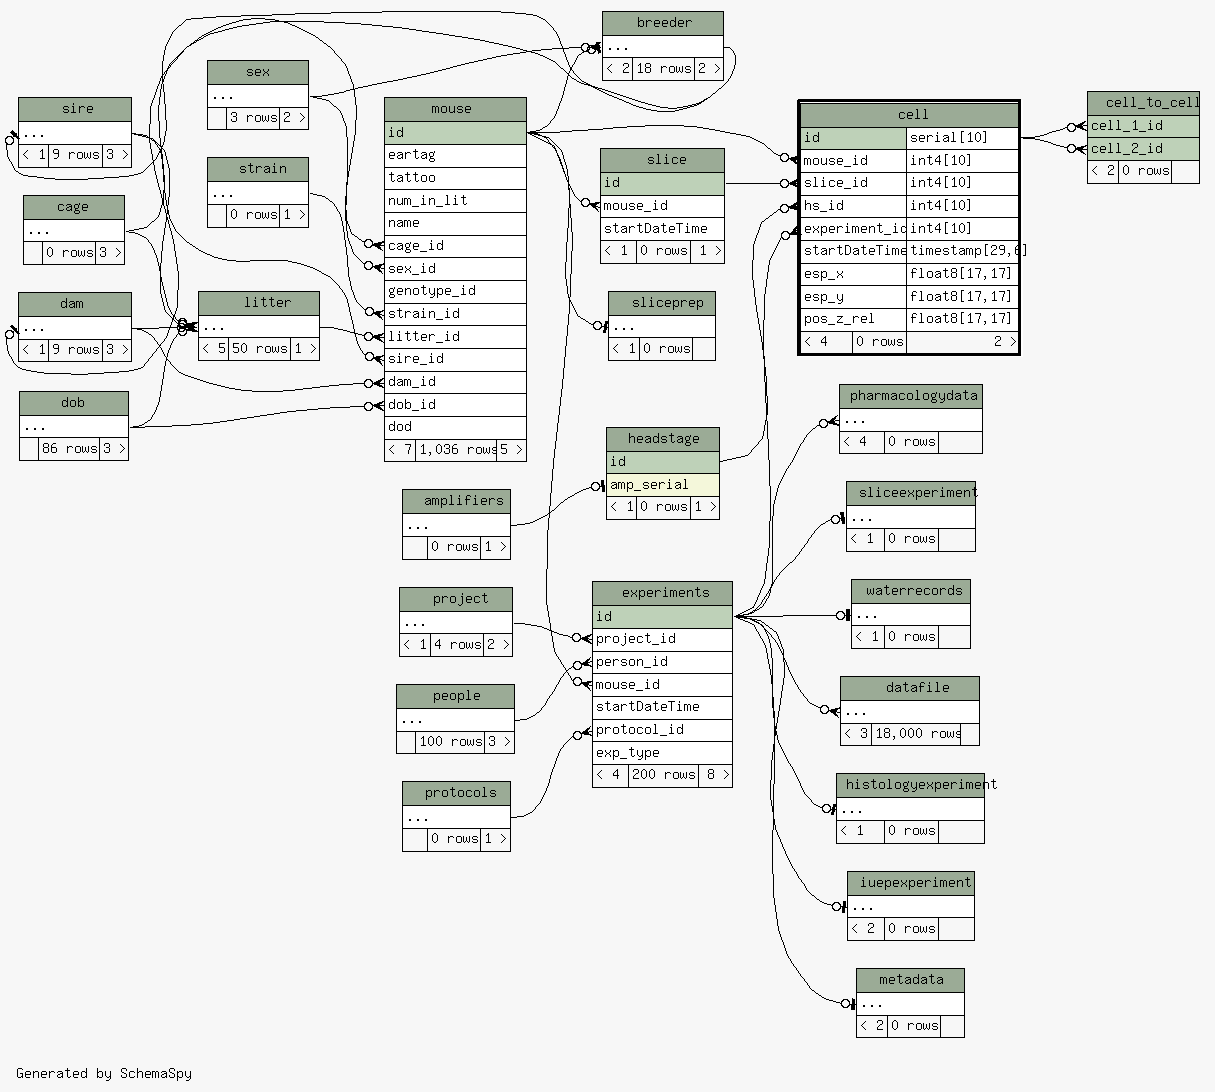 breeder
...
< 2 18 rows 2 >
sex
...
3 rows 2 >
sire
...
< 1 9 rows 3 >
strain
...
0 rows 1 >
cage
...
0 rows 3 >
dam
...
< 1 9 rows 3 >
litter
...
< 5 50 rows 1 >
dob
...
86 rows 3 >
mouse
id
eartag
tattoo
num_in_lit
name
cage_id
sex_id
genotype_id
strain_id
litter_id
sire_id
dam_id
dob_id
dod
< 7 1,036 rows 5 >
slice
id
mouse_id
startDateTime
< 1 0 rows 1 >
sliceprep
...
< 1 0 rows
cell
id serial[10]
mouse_id int4[10]
slice_id int4[10]
hs_id int4[10]
experiment_id int4[10]
startDateTime timestamp[29,6]
esp_x float8[17,17]
esp_y float8[17,17]
pos_z_rel float8[17,17]
< 4 0 rows 2 >
cell_to_cell
cell_1_id
cell_2_id
< 2 0 rows
headstage
id
amp_serial
< 1 0 rows 1 >
amplifiers
...
0 rows 1 >
project
...
< 1 4 rows 2 >
people
...
100 rows 3 >
protocols
...
0 rows 1 >
experiments
id
project_id
person_id
mouse_id
startDateTime
protocol_id
exp_type
< 4 200 rows 8 >
pharmacologydata
...
< 4 0 rows
sliceexperiment
...
< 1 0 rows
waterrecords
...
< 1 0 rows
datafile
...
< 3 18,000 rows
histologyexperiment
...
< 1 0 rows
iuepexperiment
...
< 2 0 rows
metadata
...
< 2 0 rows
Generated by SchemaSpy